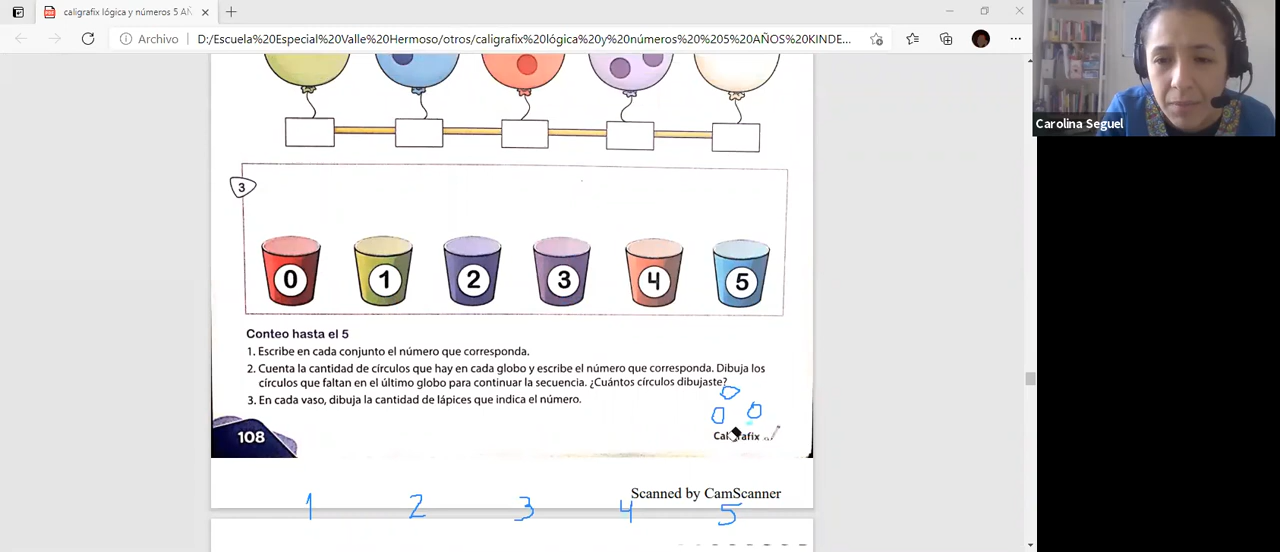 caligrafix lógica y números 5 AÑ
Archivo D:/Escuela%20Especial%20Valle%20Hermoso/otros/caligrafix%20lógica%20y%20números%20%205%20AÑOS%20KINDE...
Carolina Seguel
3
0 1 2 3 4 5
Conteo hasta el 5
1. Escribe en cada conjunto el número que corresponda.
2. Cuenta la cantidad de círculos que hay en cada globo y escribe el número que corresponda. Dibuja los
círculos que faltan en el último globo para continuar la secuencia. ¿Cuántos círculos dibujaste?
3. En cada vaso, dibuja la cantidad de lápices que indica el número.
108
Caligrafix
Scanned by CamScanner
1 2 3 4 5